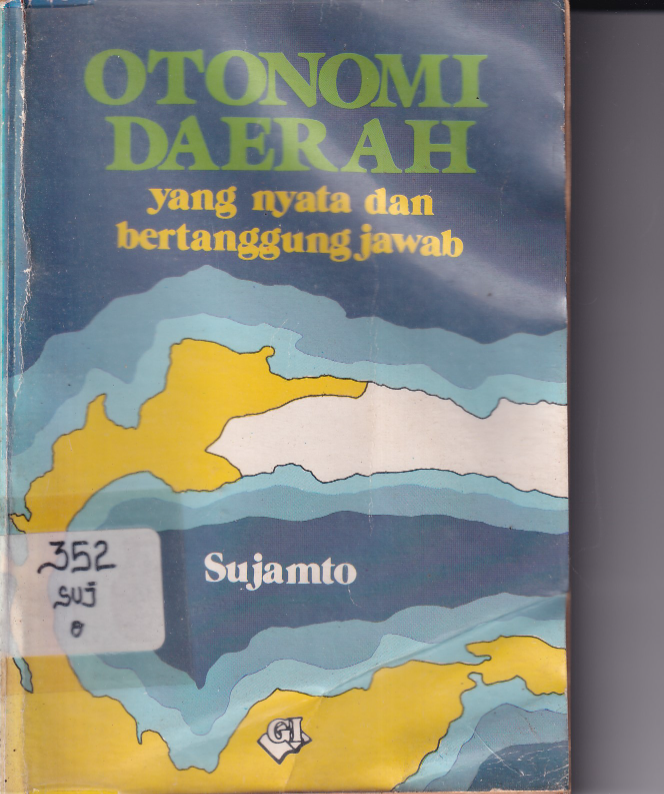 OTONOMI
DAERAH
yang nyata dan
bertanggung jawab
Sujamto
352
suj
o
GI